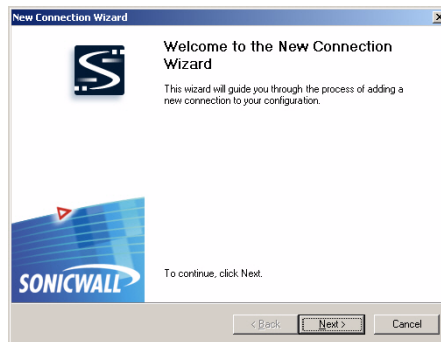 New Connection Wizard
Welcome to the New Connection
Wizard
This wizard will guide you through the process of adding a
new connection to your configuration.
SONICWALL
To continue, click Next.
< Back
Next >
Cancel